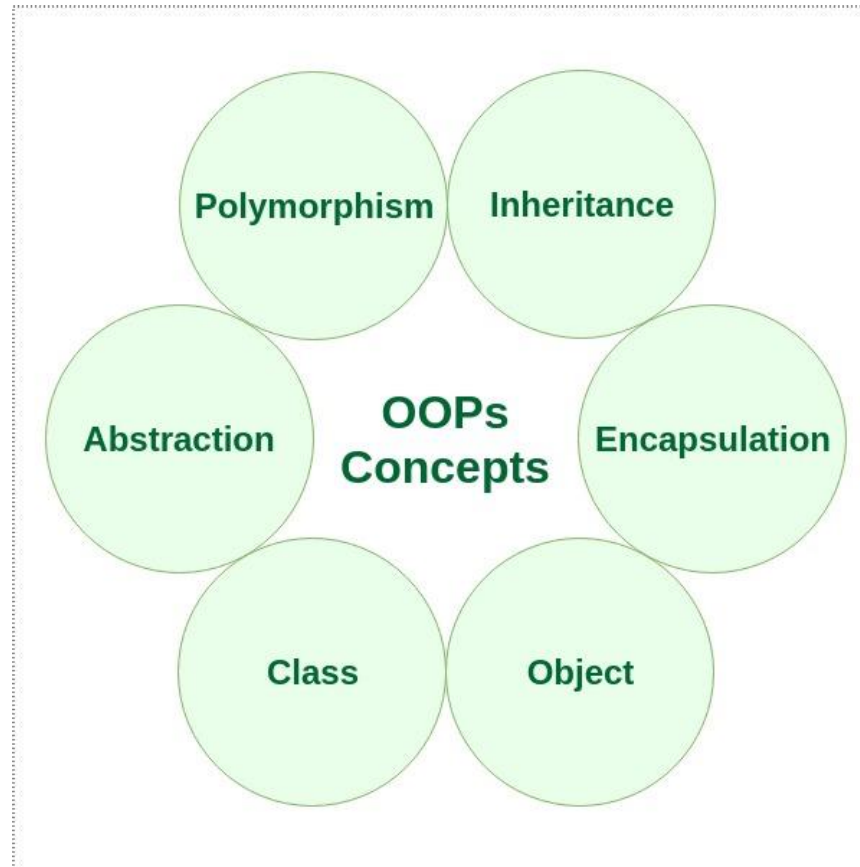 Polymorphism
Inheritance
Abstraction
OOPs
Concepts
Encapsulation
Class
Object